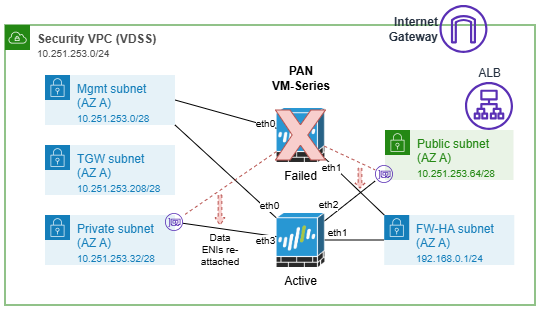 Internet
Gateway
Security VPC (VDSS)
10.251.253.0/24
PAN
VM-Series
ALB
Mgmt subnet
(AZ A)
10.251.253.0/28
eth0
Failed
eth1
Public subnet
(AZ A)
10.251.253.64/28
TGW subnet
(AZ A)
10.251.253.208/28
Private subnet
(AZ A)
10.251.253.32/28
Data
ENIs re-
attached
eth0
eth2
eth3
eth1
Active
FW-HA subnet
(AZ A)
192.168.0.1/24